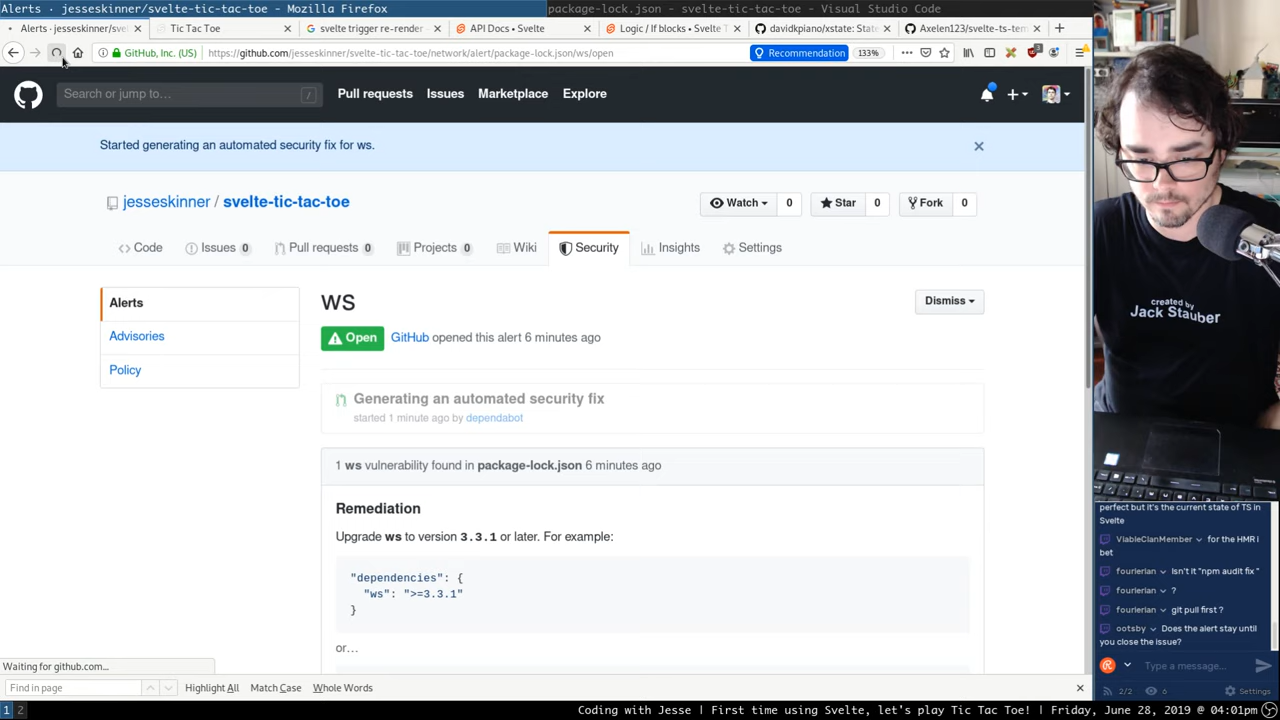 Alerts · jesseskinner/svelte-tic-tac-toe - Mozilla Firefox
package-lock.json - svelte-tic-tac-toe - Visual Studio Code
Alerts · jesseskinner/sve
Tic Tac Toe
svelte trigger re-render -
API Docs • Svelte
Logic / If blocks • Svelte T
davidkpiano/xstate: State
Axelen123/svelte-ts-tem
GitHub, Inc. (US)
https://github.com/jesseskinner/svelte-tic-tac-toe/network/alert/package-lock.json/ws/open
Recommendation
133%
3
Search or jump to…
/
Pull requests
Issues
Marketplace
Explore
Started generating an automated security fix for ws.
jesseskinner / svelte-tic-tac-toe
Watch
0
Star
0
Fork
0
Code
Issues 0
Pull requests 0
Projects 0
Wiki
Security
Insights
Settings
Alerts
Advisories
Policy
WS
Dismiss
Open
GitHub opened this alert 6 minutes ago
Generating an automated security fix
started 1 minute ago by dependabot
1 ws vulnerability found in package-lock.json 6 minutes ago
Remediation
Upgrade ws to version 3.3.1 or later. For example:
"dependencies": {
"ws": ">=3.3.1"
}
or…
Waiting for github.com…
Find in page
Highlight All
Match Case
Whole Words
created by
Jack Stauber
perfect but it's the current state of TS in
Svelte
ViableClanMember for the HMR i
bet
fourierian isn't it "npm audit fix "
fourierian ?
fourierian git pull first ?
ootsby Does the alert stay until
you close the issue?
Type a message...
2/2
6
Settings
1 2
Coding with Jesse | First time using Svelte, let's play Tic Tac Toe! | Friday, June 28, 2019 @ 04:01pm